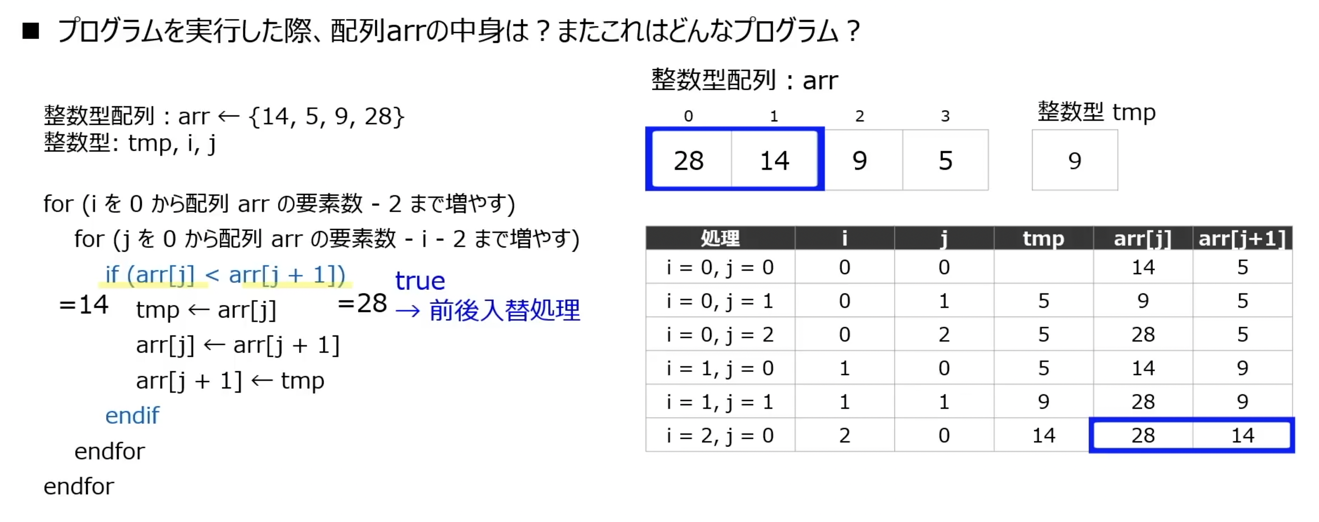 ■ プログラムを実行した際、配列arrの中身は？またこれはどんなプログラム？
整数型配列：arr ← {14, 5, 9, 28}
整数型: tmp, i, j
for (i を 0 から配列 arr の要素数 - 2 まで増やす)
for (j を 0 から配列 arr の要素数 - i - 2 まで増やす)
if (arr[j] < arr[j + 1])
=14
=28
true
→ 前後入替処理
tmp ← arr[j]
arr[j] ← arr[j + 1]
arr[j + 1] ← tmp
endif
endfor
endfor
整数型配列：arr
0 1 2 3
28 14 9 5
整数型 tmp
9
処理 i j tmp arr[j] arr[j+1]
i = 0, j = 0 0 0 14 5
i = 0, j = 1 0 1 5 9 5
i = 0, j = 2 0 2 5 28 5
i = 1, j = 0 1 0 5 14 9
i = 1, j = 1 1 1 9 28 9
i = 2, j = 0 2 0 14 28 14